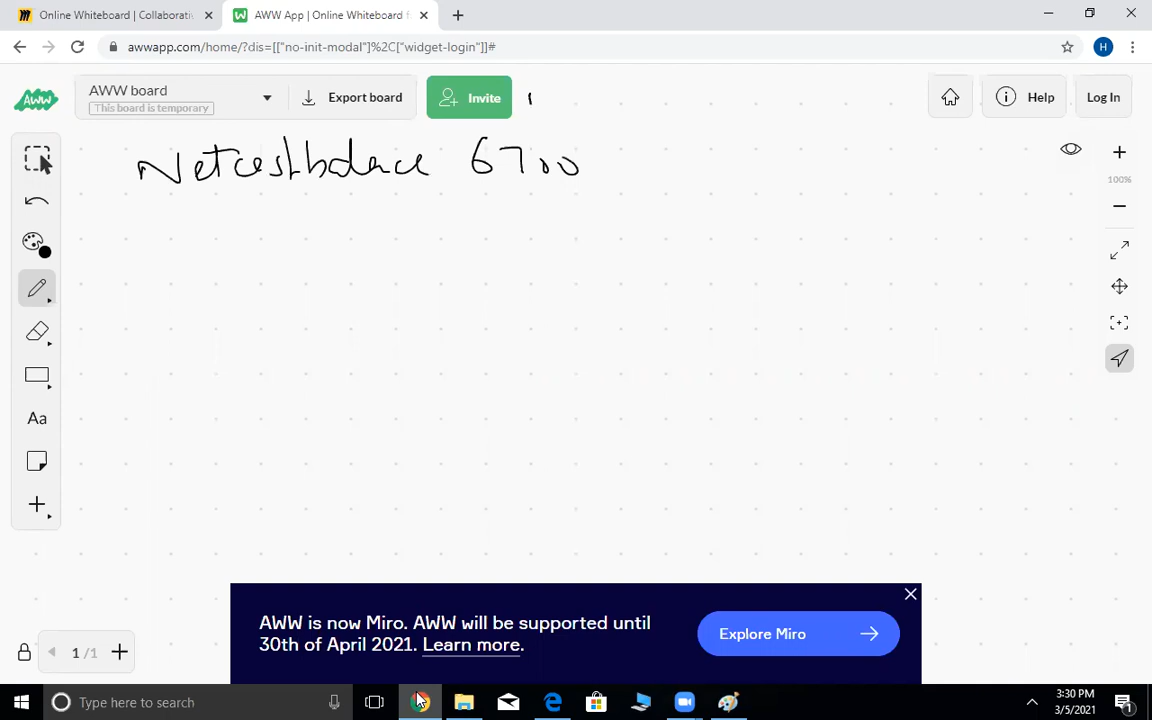 Online Whiteboard | Collaborati
AWW App | Online Whiteboard f
awwapp.com/home/?dis=[["no-init-modal"]%2C["widget-login"]]#
H
AWW
AWW board
This board is temporary
Export board
Invite
Help
Log In
Netcashbalance 6700
100%
Aa
AWW is now Miro. AWW will be supported until
30th of April 2021. Learn more.
Explore Miro
1 /1
Type here to search
3:30 PM
3/5/2021
1